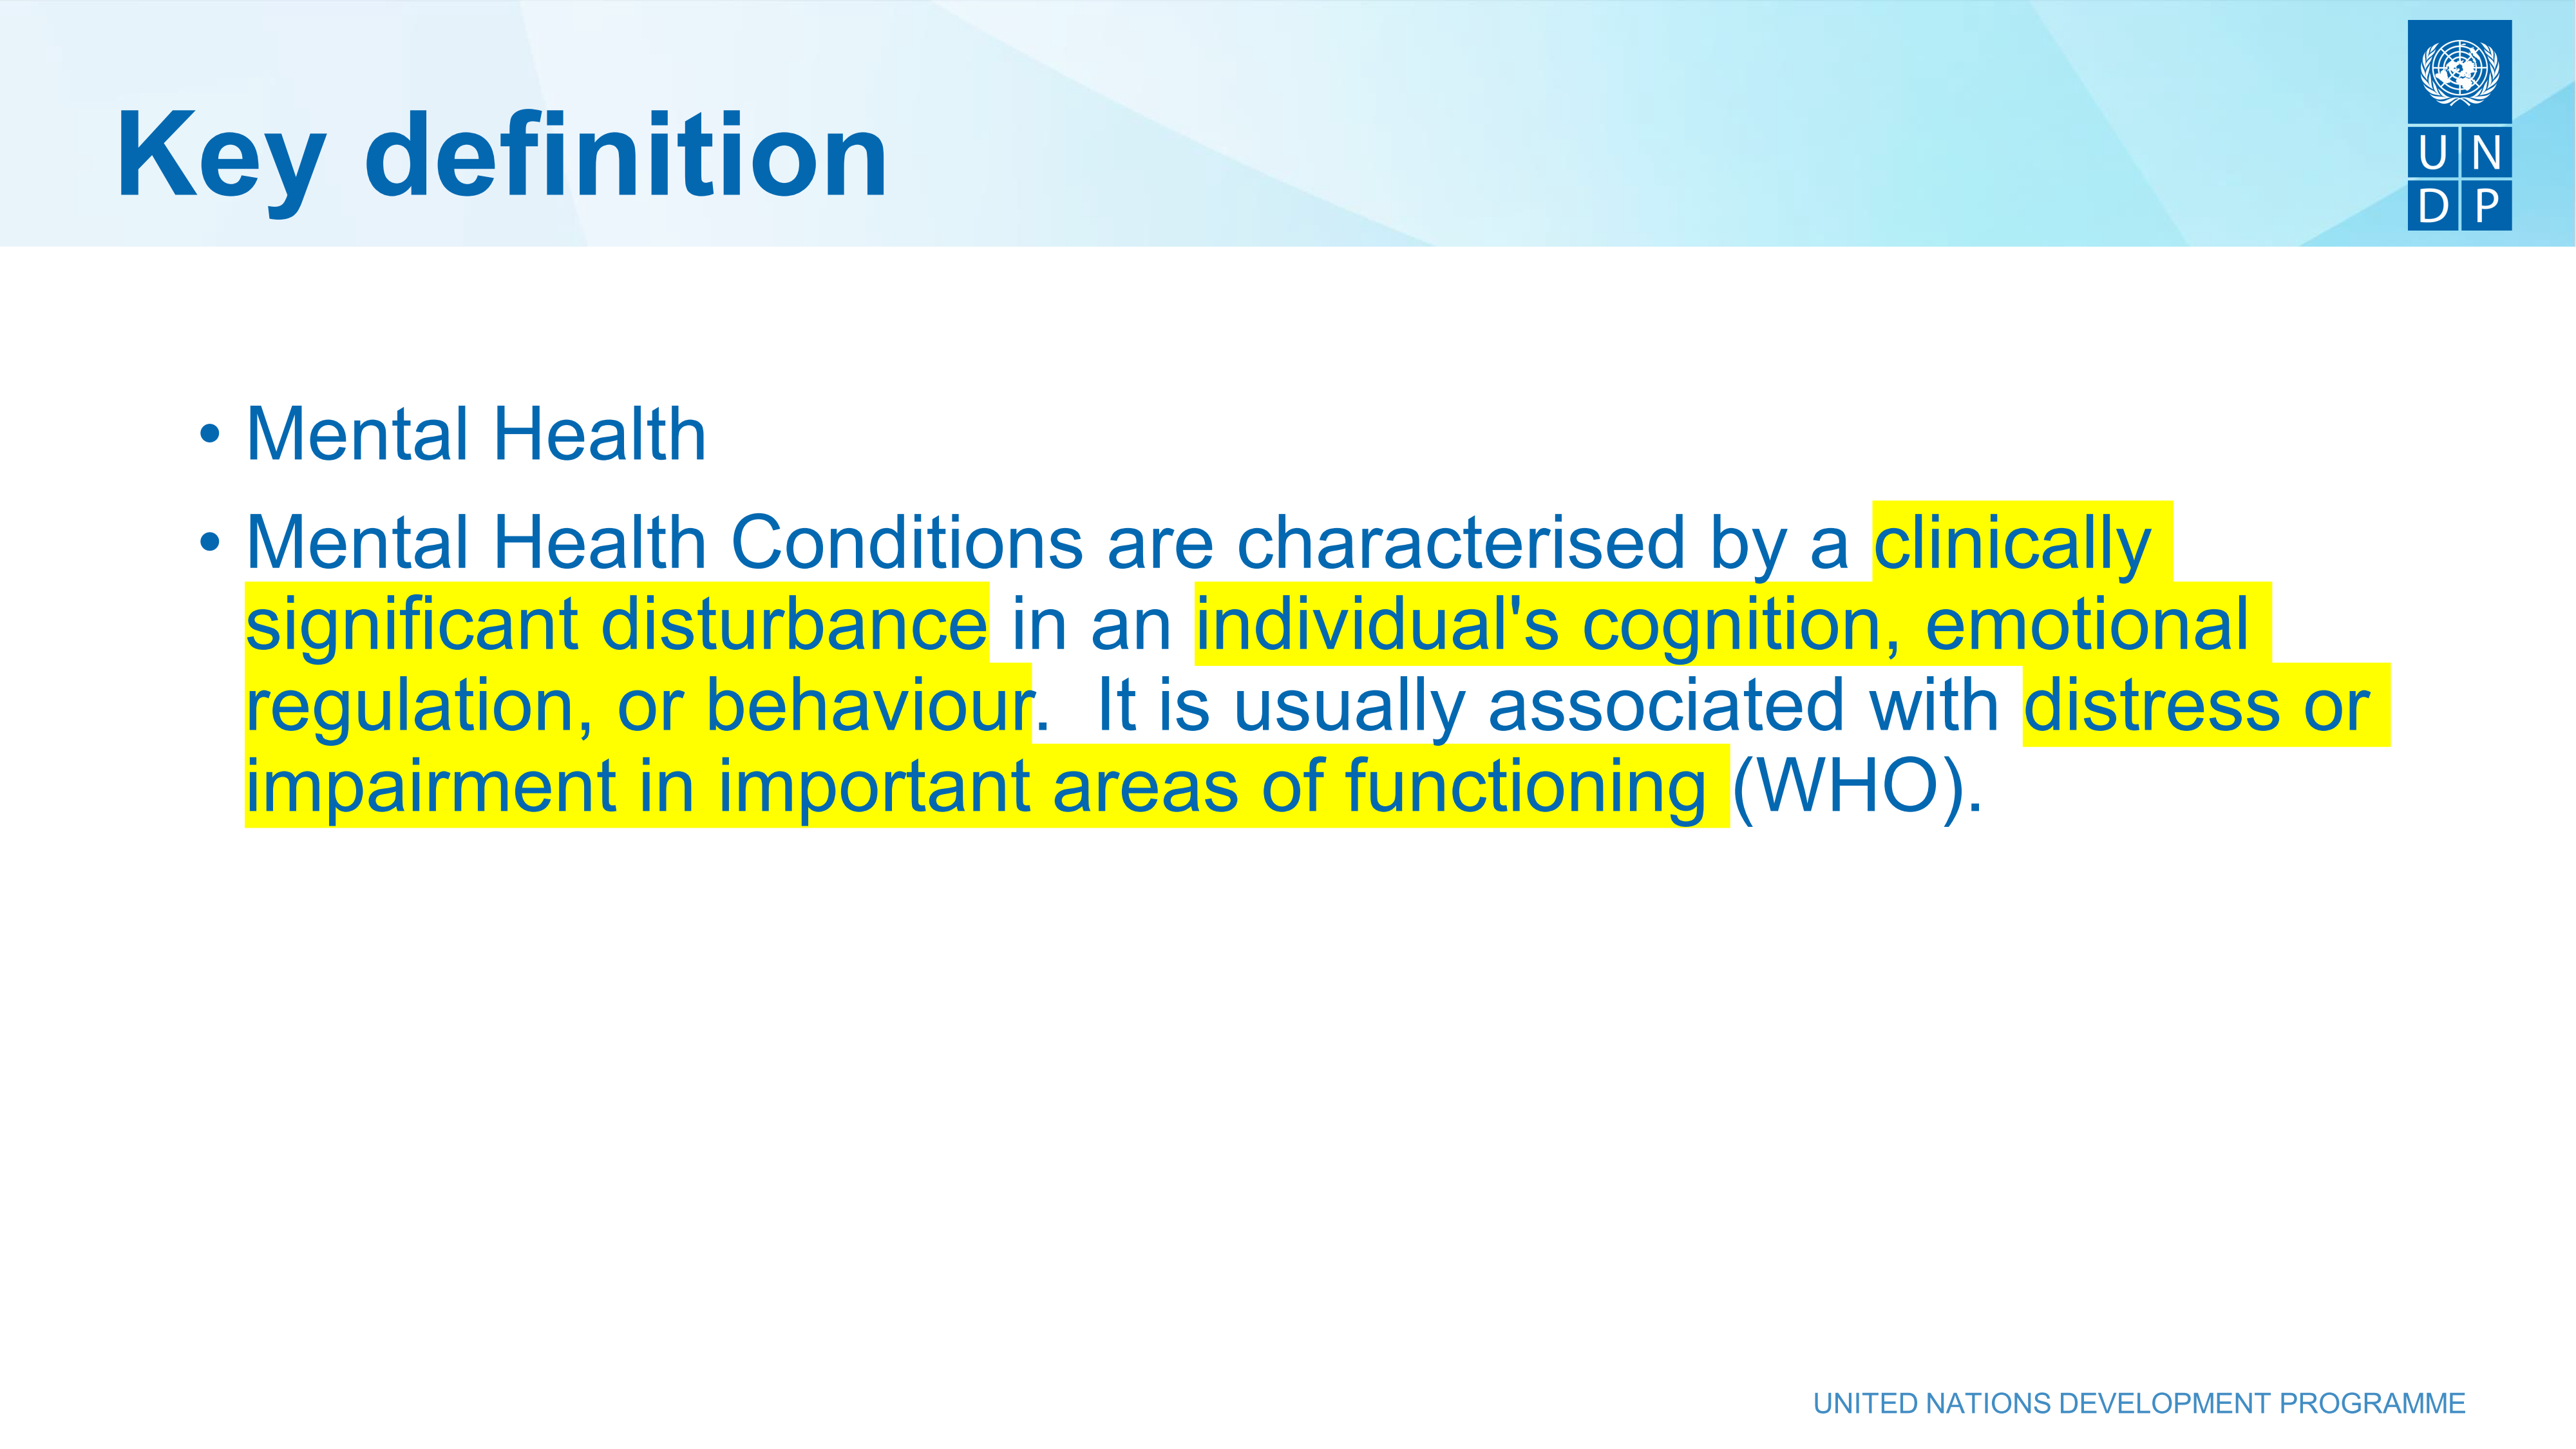 Key definition
U N
D P
• Mental Health
• Mental Health Conditions are characterised by a clinically
significant disturbance in an individual's cognition, emotional
regulation, or behaviour.  It is usually associated with distress or
impairment in important areas of functioning (WHO).
UNITED NATIONS DEVELOPMENT PROGRAMME